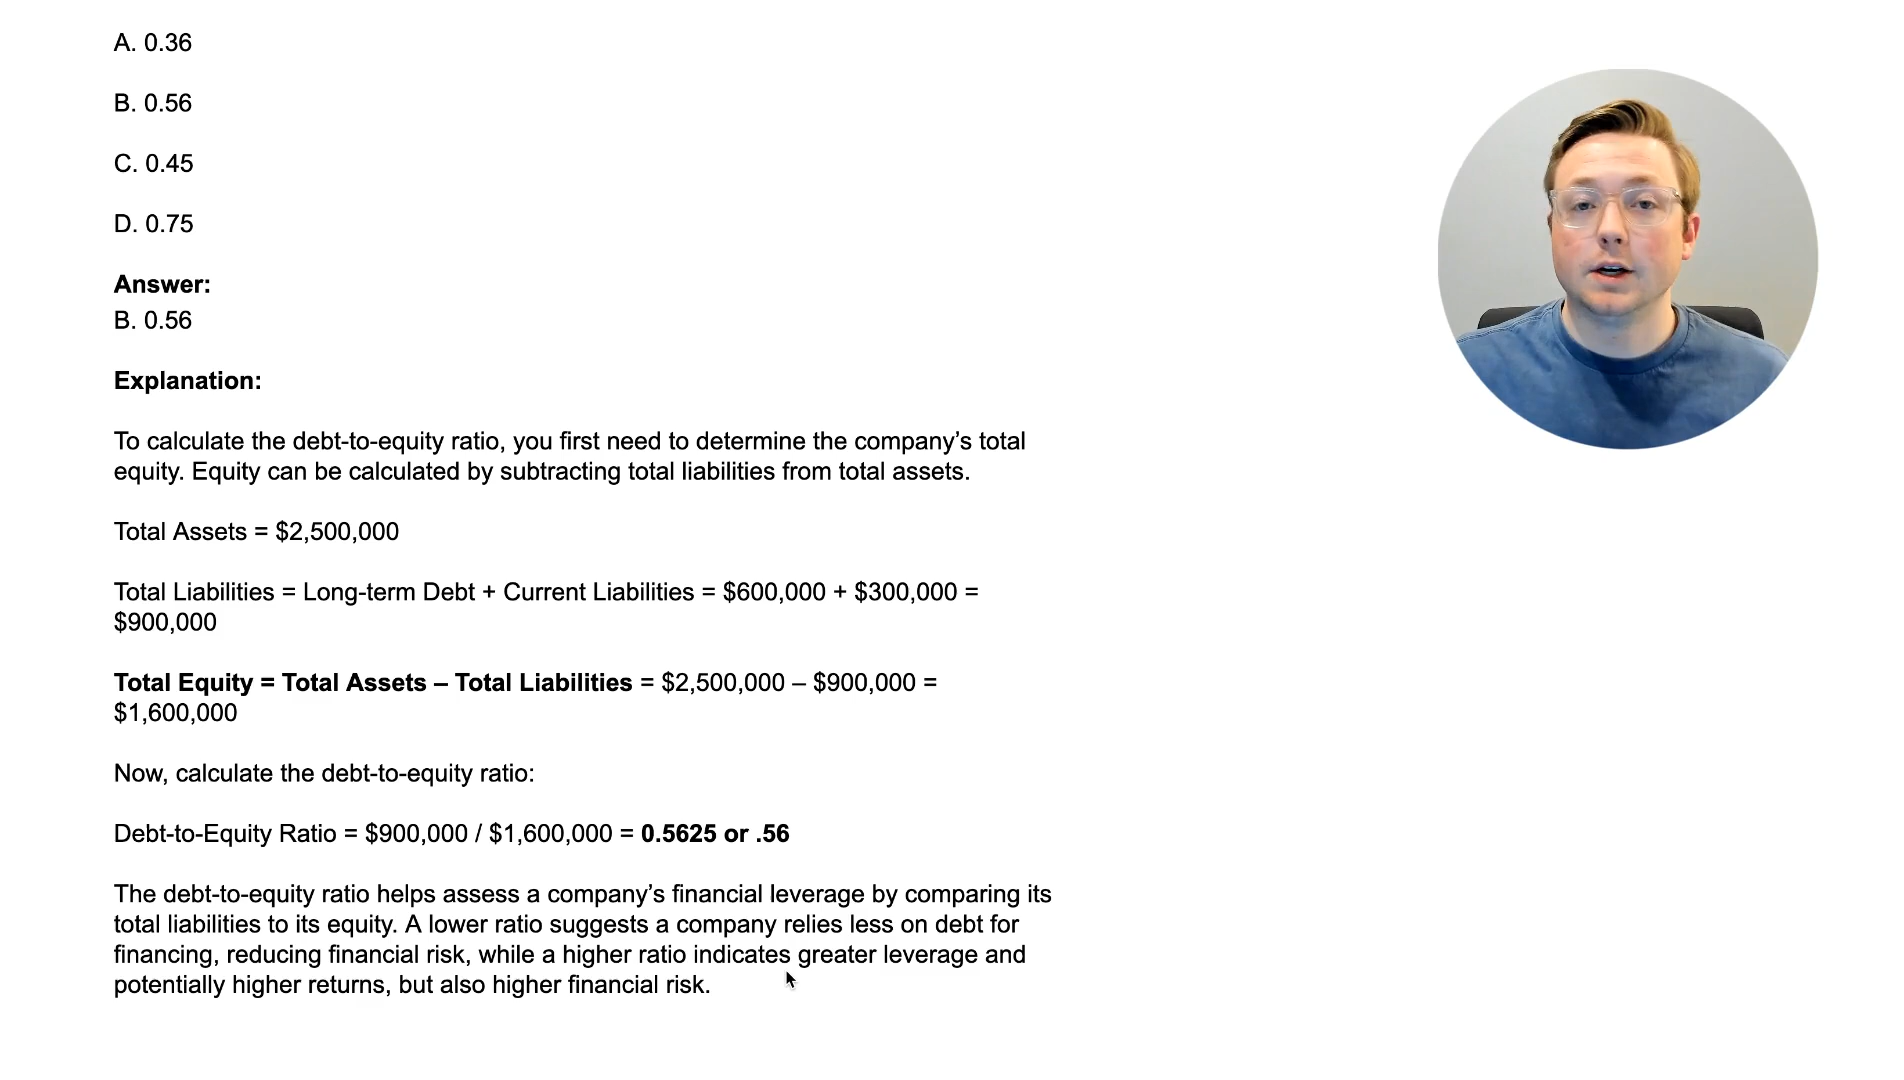 A. 0.36
B. 0.56
C. 0.45
D. 0.75
Answer:
B. 0.56
Explanation:
To calculate the debt-to-equity ratio, you first need to determine the company’s total
equity. Equity can be calculated by subtracting total liabilities from total assets.
Total Assets = $2,500,000
Total Liabilities = Long-term Debt + Current Liabilities = $600,000 + $300,000 =
$900,000
Total Equity = Total Assets – Total Liabilities = $2,500,000 – $900,000 =
$1,600,000
Now, calculate the debt-to-equity ratio:
Debt-to-Equity Ratio = $900,000 / $1,600,000 = 0.5625 or .56
The debt-to-equity ratio helps assess a company’s financial leverage by comparing its
total liabilities to its equity. A lower ratio suggests a company relies less on debt for
financing, reducing financial risk, while a higher ratio indicates greater leverage and
potentially higher returns, but also higher financial risk.